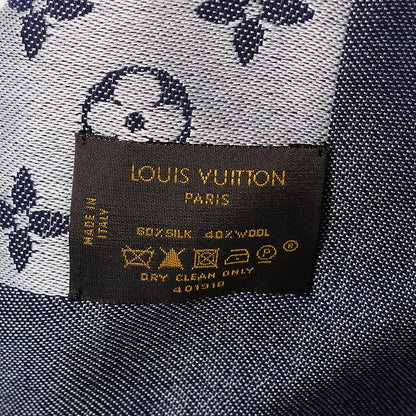 LOUIS VUITTON
PARIS
MADE IN
ITALY
60%SILK 40%WOOL
P ®
DRY CLEAN ONLY
401910